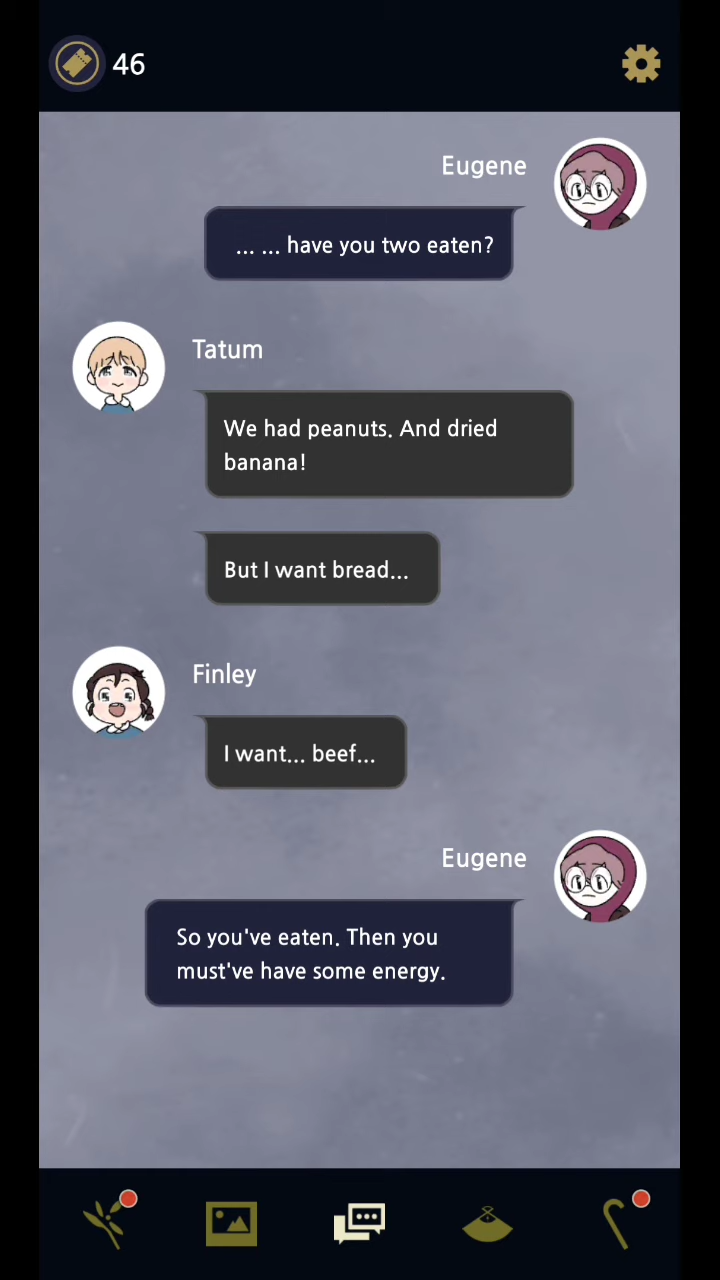 46
Eugene
... ... have you two eaten?
Tatum
We had peanuts. And dried
banana!
But I want bread...
Finley
I want... beef...
Eugene
So you've eaten. Then you
must've have some energy.